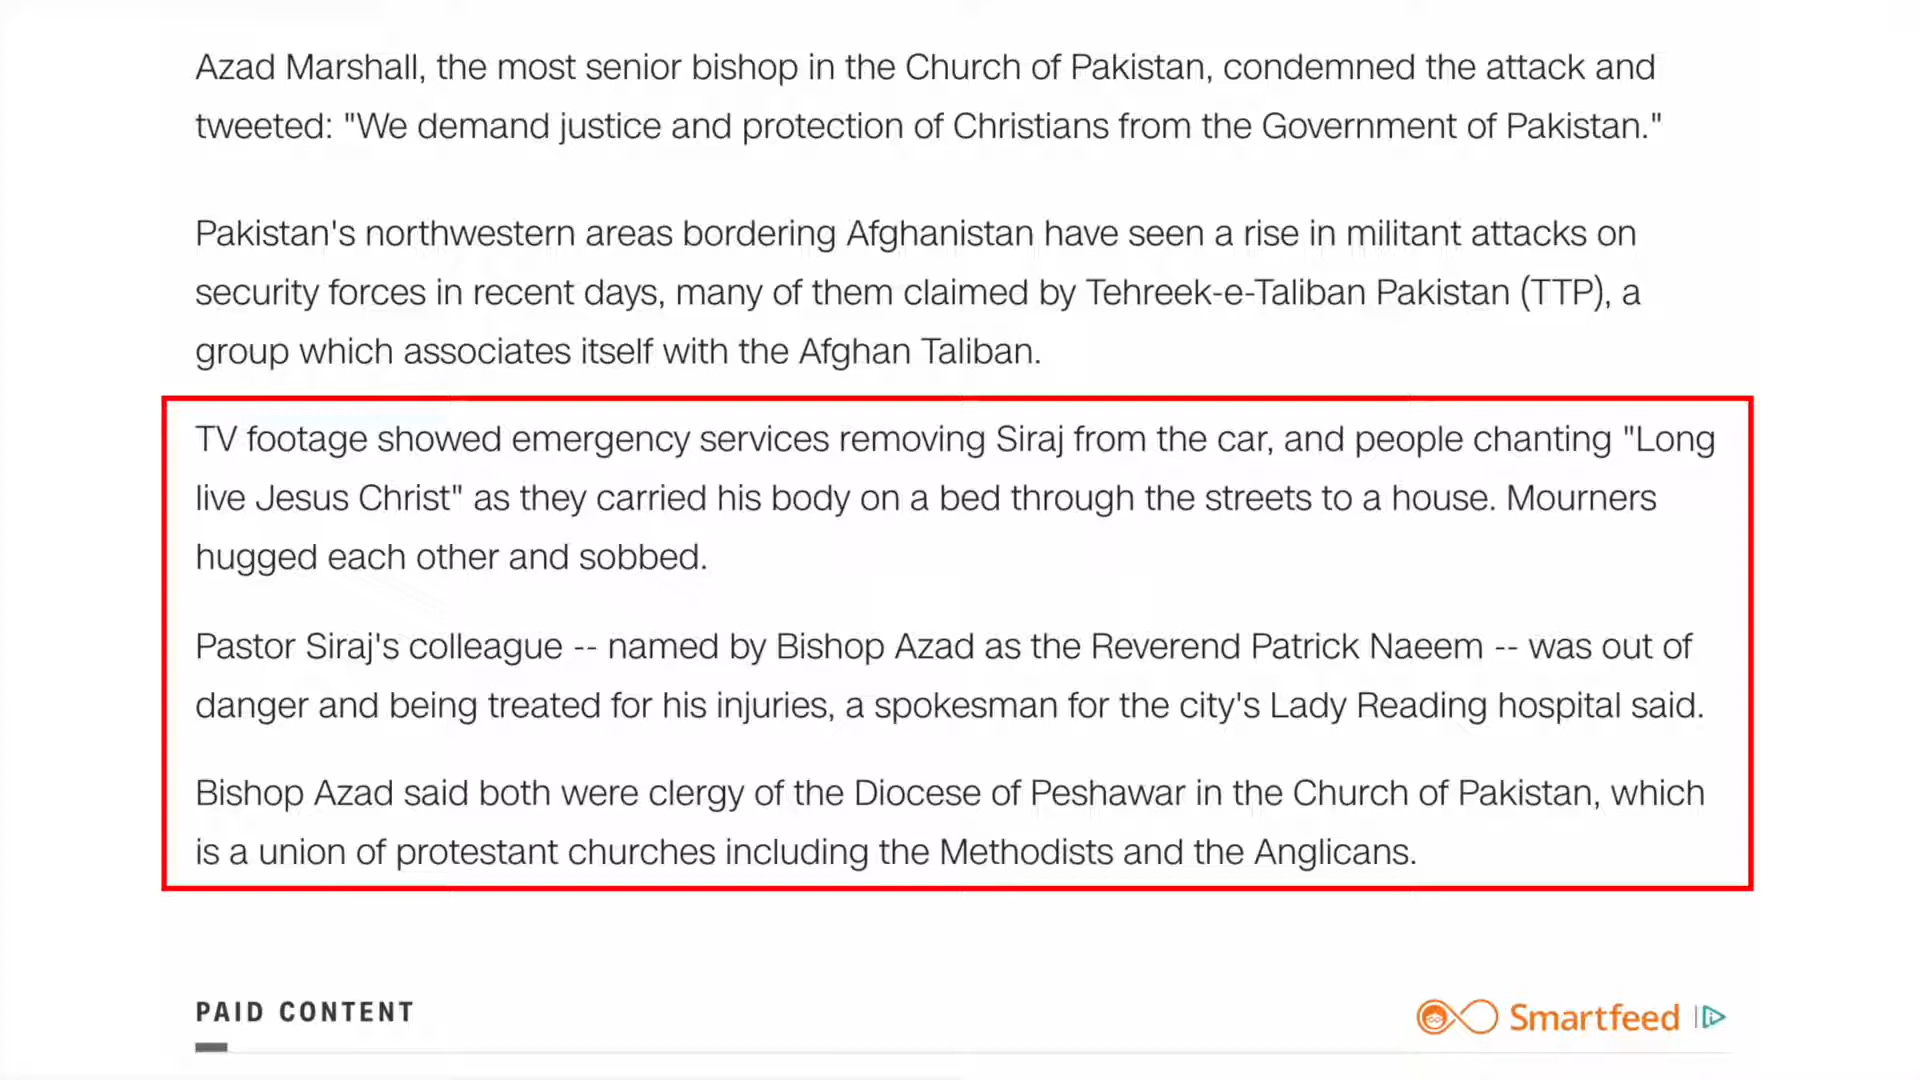 Azad Marshall, the most senior bishop in the Church of Pakistan, condemned the attack and
tweeted: "We demand justice and protection of Christians from the Government of Pakistan."
Pakistan's northwestern areas bordering Afghanistan have seen a rise in militant attacks on
security forces in recent days, many of them claimed by Tehreek-e-Taliban Pakistan (TTP), a
group which associates itself with the Afghan Taliban.
TV footage showed emergency services removing Siraj from the car, and people chanting "Long
live Jesus Christ" as they carried his body on a bed through the streets to a house. Mourners
hugged each other and sobbed.
Pastor Siraj's colleague -- named by Bishop Azad as the Reverend Patrick Naeem -- was out of
danger and being treated for his injuries, a spokesman for the city's Lady Reading hospital said.
Bishop Azad said both were clergy of the Diocese of Peshawar in the Church of Pakistan, which
is a union of protestant churches including the Methodists and the Anglicans.
PAID CONTENT
Smartfeed